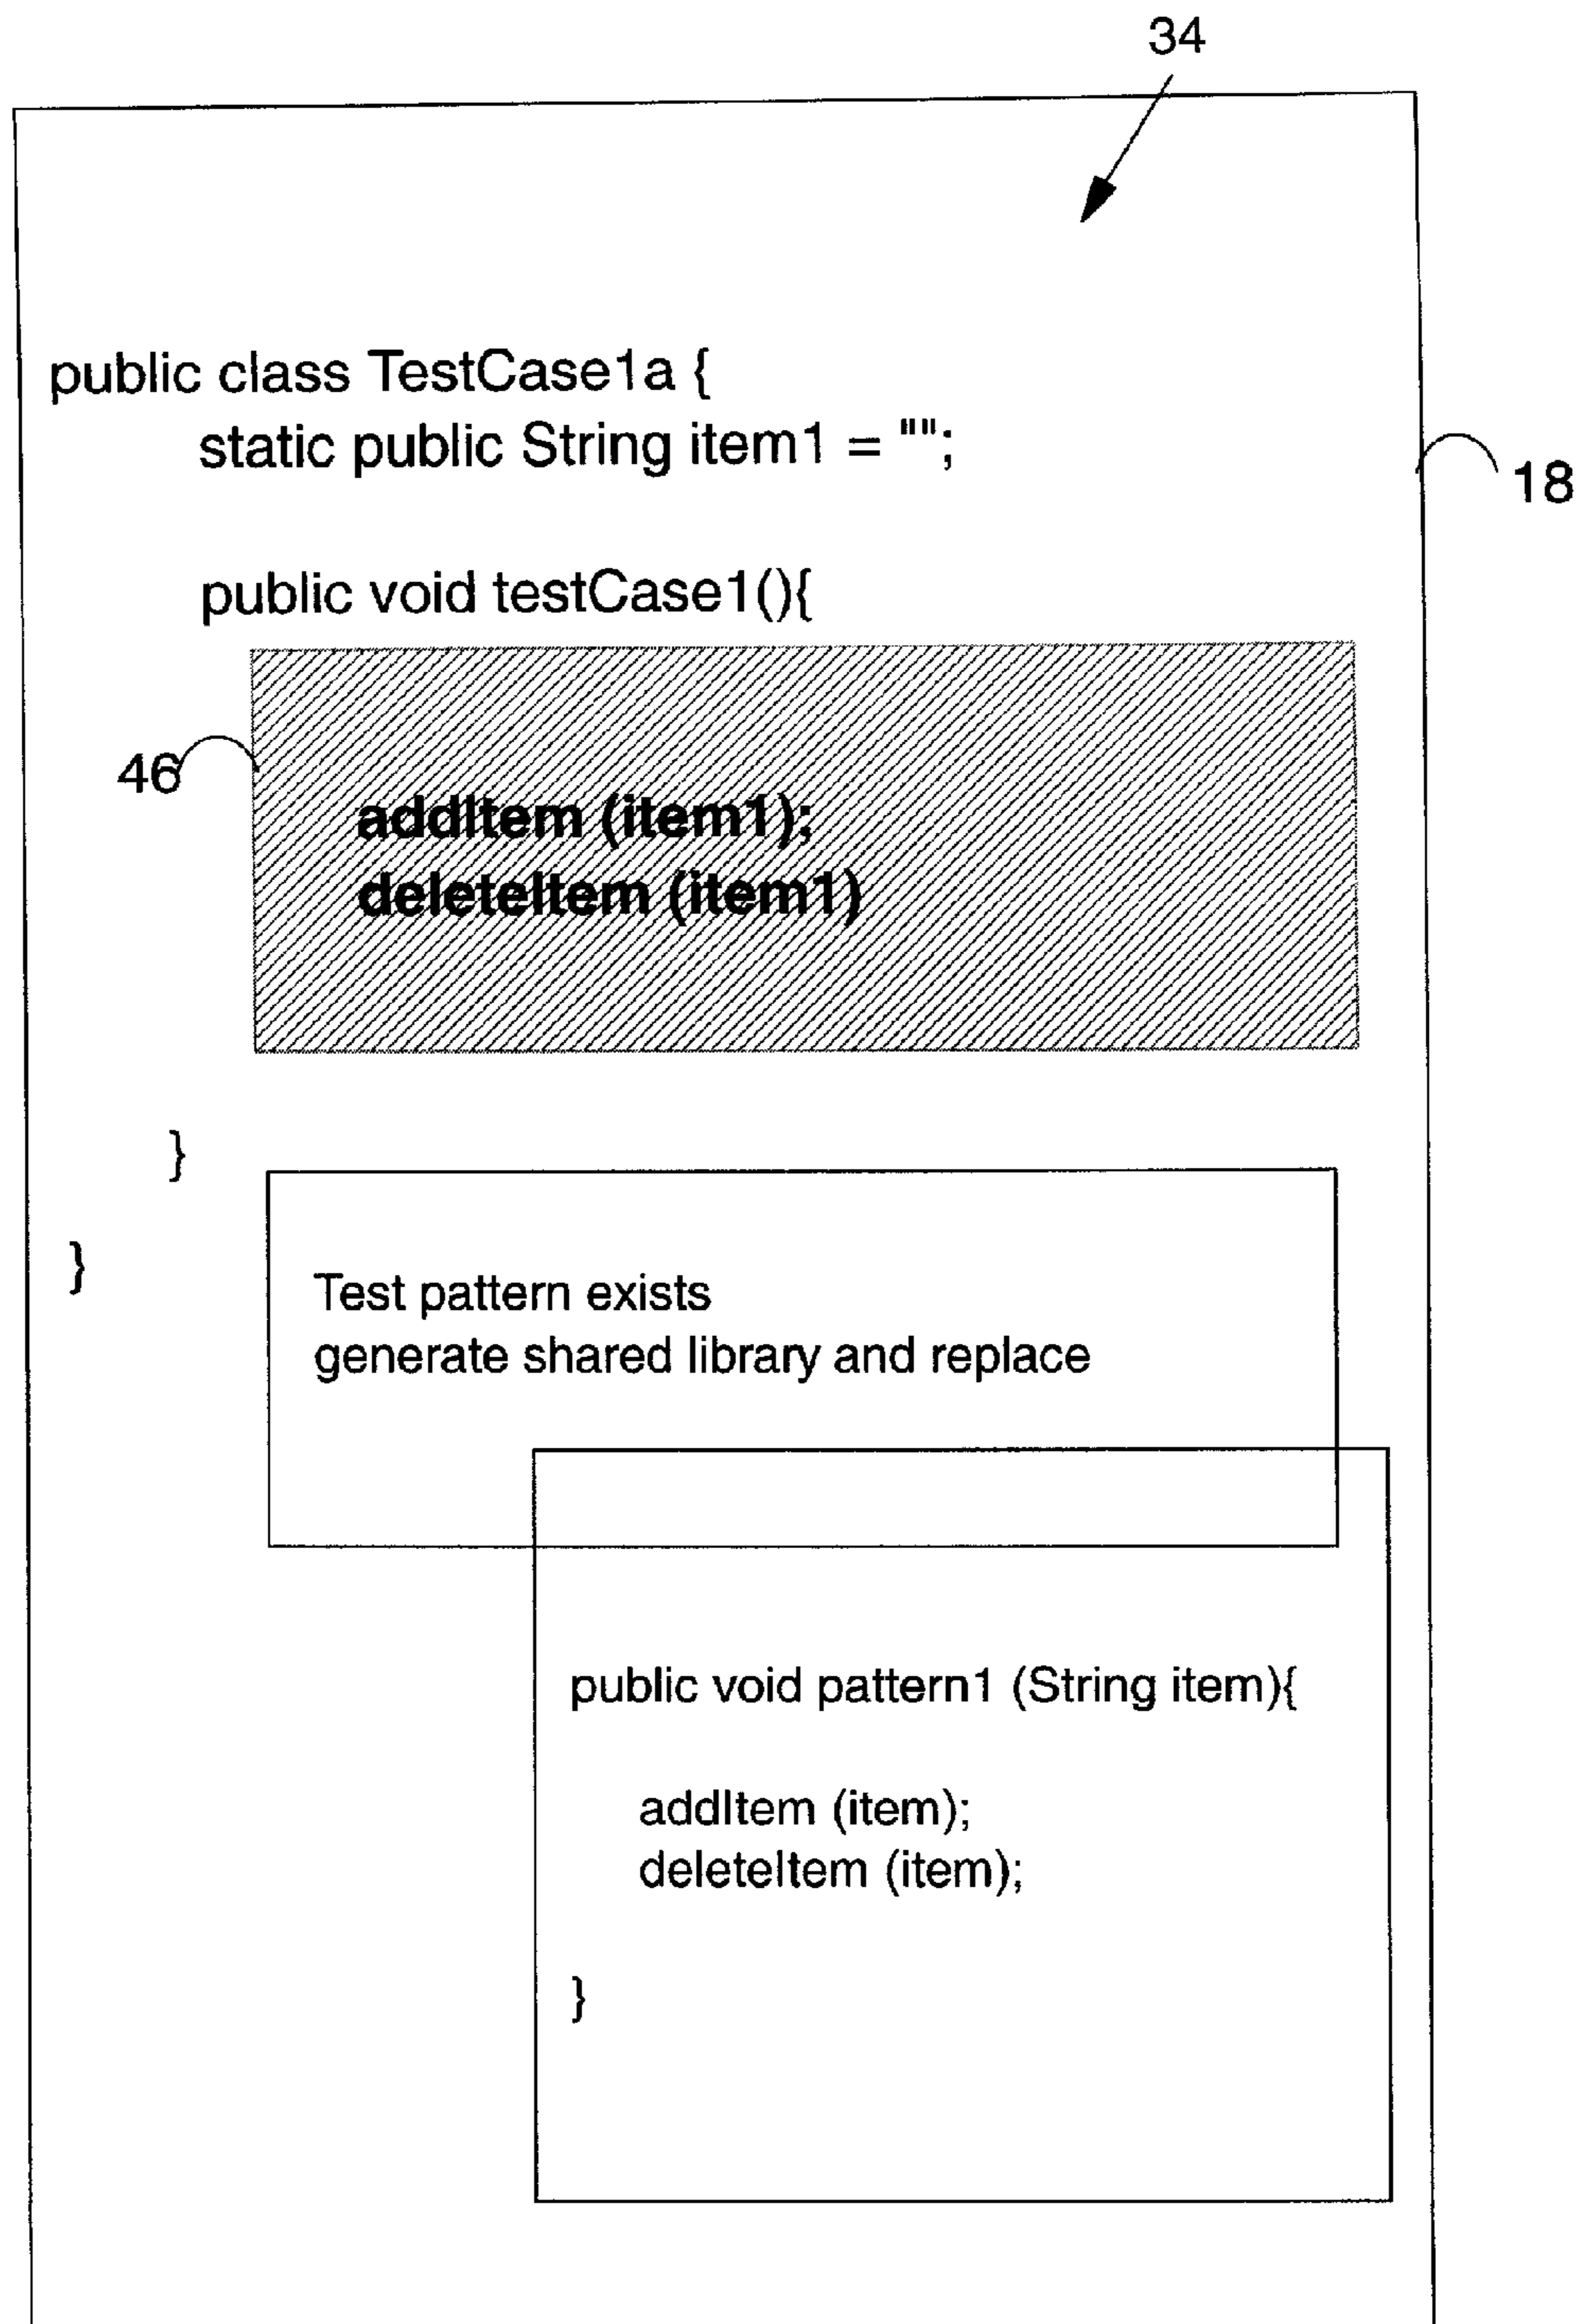 34
public class TestCase1a {
static public String item1 = "";
18
public void testCase1(){
46
addItem (item1);
deleteItem (item1)
}
}
Test pattern exists
generate shared library and replace
public void pattern1 (String item){
addItem (item);
deleteItem (item);
}